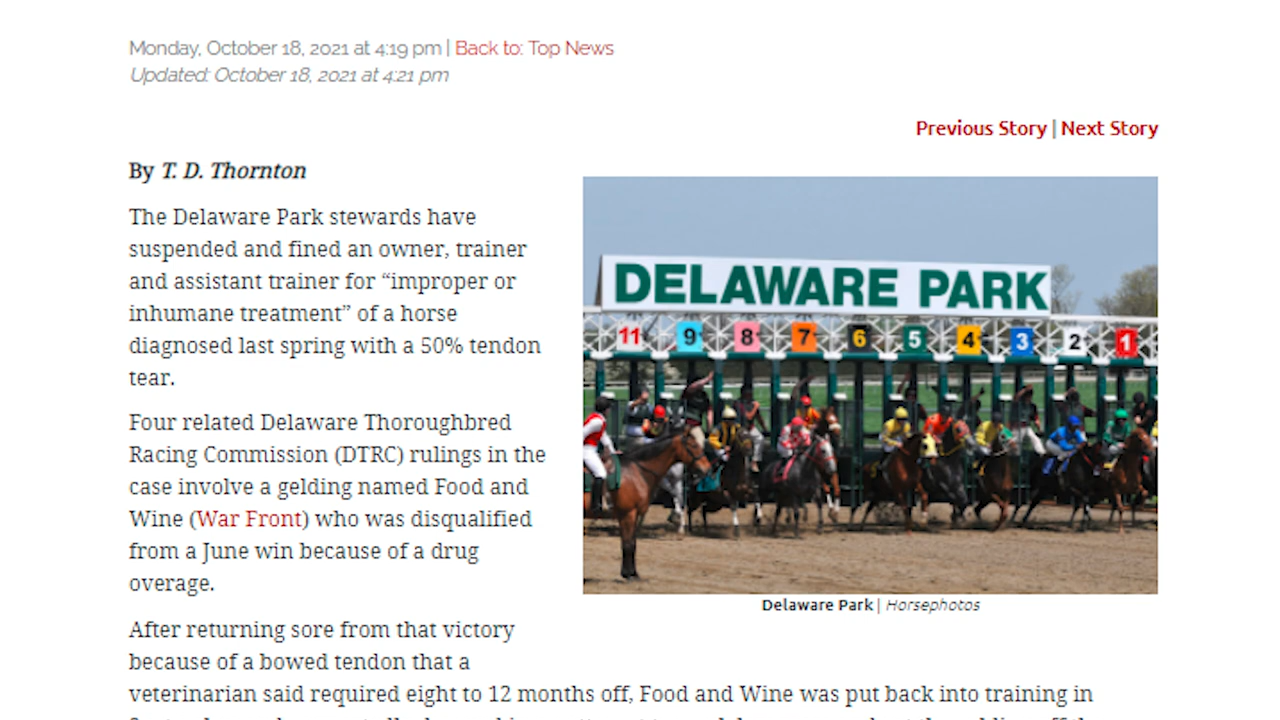 Monday, October 18, 2021 at 4:19 pm | Back to: Top News
Updated: October 18, 2021 at 4:21 pm
Previous Story | Next Story
By T. D. Thornton
The Delaware Park stewards have
suspended and fined an owner, trainer
and assistant trainer for “improper or
inhumane treatment” of a horse
diagnosed last spring with a 50% tendon
tear.
Four related Delaware Thoroughbred
Racing Commission (DTRC) rulings in the
case involve a gelding named Food and
Wine (War Front) who was disqualified
from a June win because of a drug
overage.
DELAWARE PARK
11 9 8 7 6 5 4 3 2 1
Delaware Park | Horsephotos
After returning sore from that victory
because of a bowed tendon that a
veterinarian said required eight to 12 months off, Food and Wine was put back into training in